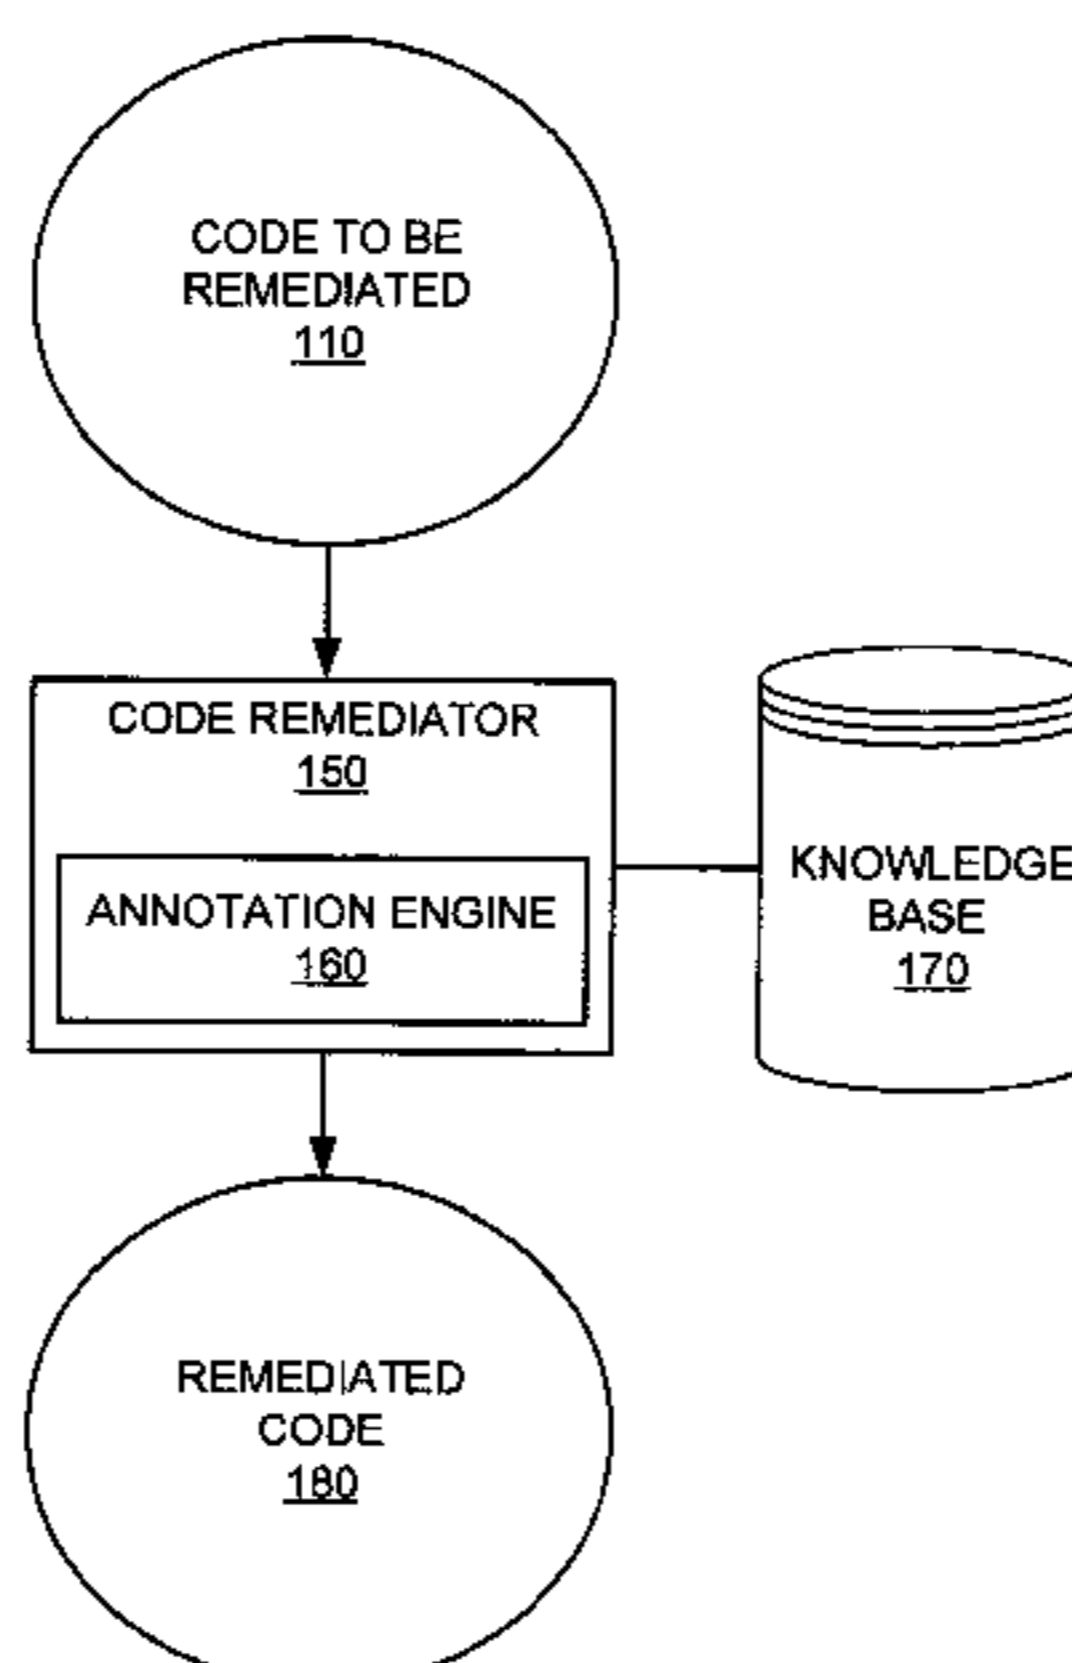 CODE TO BE
REMEDIATED
110
CODE REMEDIATOR
150
ANNOTATION ENGINE
160
KNOWLEDGE
BASE
170
REMEDIATED
CODE
180